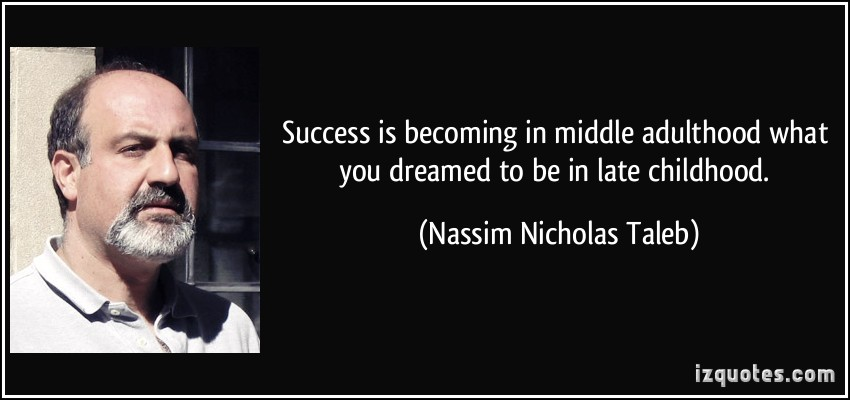 Success is becoming in middle adulthood what
you dreamed to be in late childhood.
(Nassim Nicholas Taleb)
izquotes.com